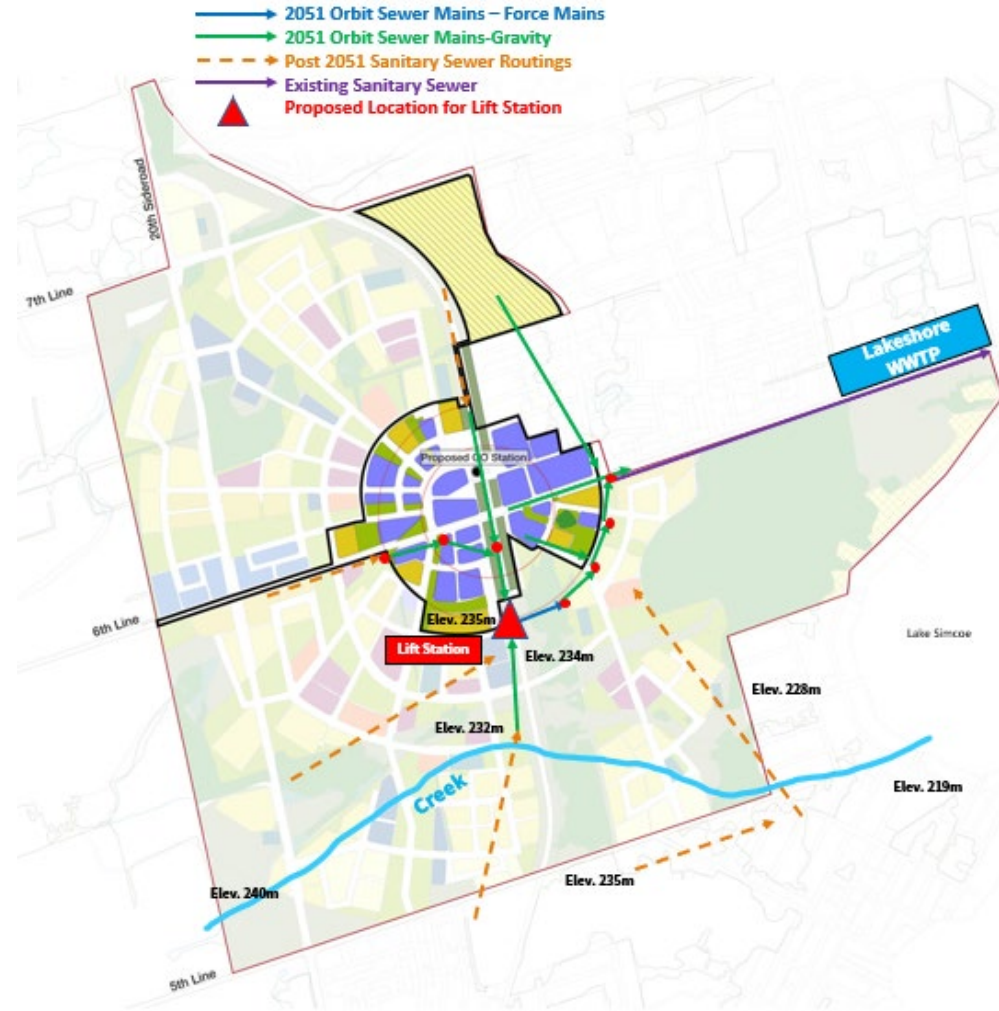 2051 Orbit Sewer Mains – Force Mains
2051 Orbit Sewer Mains-Gravity
Post 2051 Sanitary Sewer Routings
Existing Sanitary Sewer
Proposed Location for Lift Station
20th Sideroad
7th Line
Lakeshore
WWTP
Proposed GO Station
6th Line
Elev. 235m
Lift Station
Elev. 234m
Lake Simcoe
Elev. 228m
Elev. 232m
Creek
Elev. 219m
Elev. 235m
Elev. 240m
5th Line